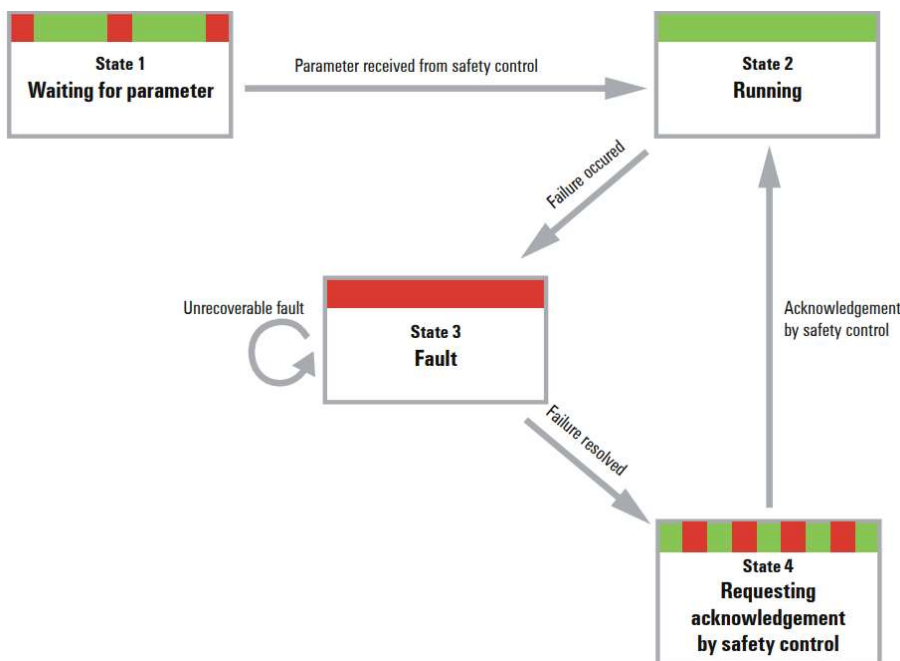 State 1
Waiting for parameter
Parameter received from safety control
State 2
Running
Failure occured
Unrecoverable fault
State 3
Fault
Acknowledgement
by safety control
Failure resolved
State 4
Requesting
acknowledgement
by safety control